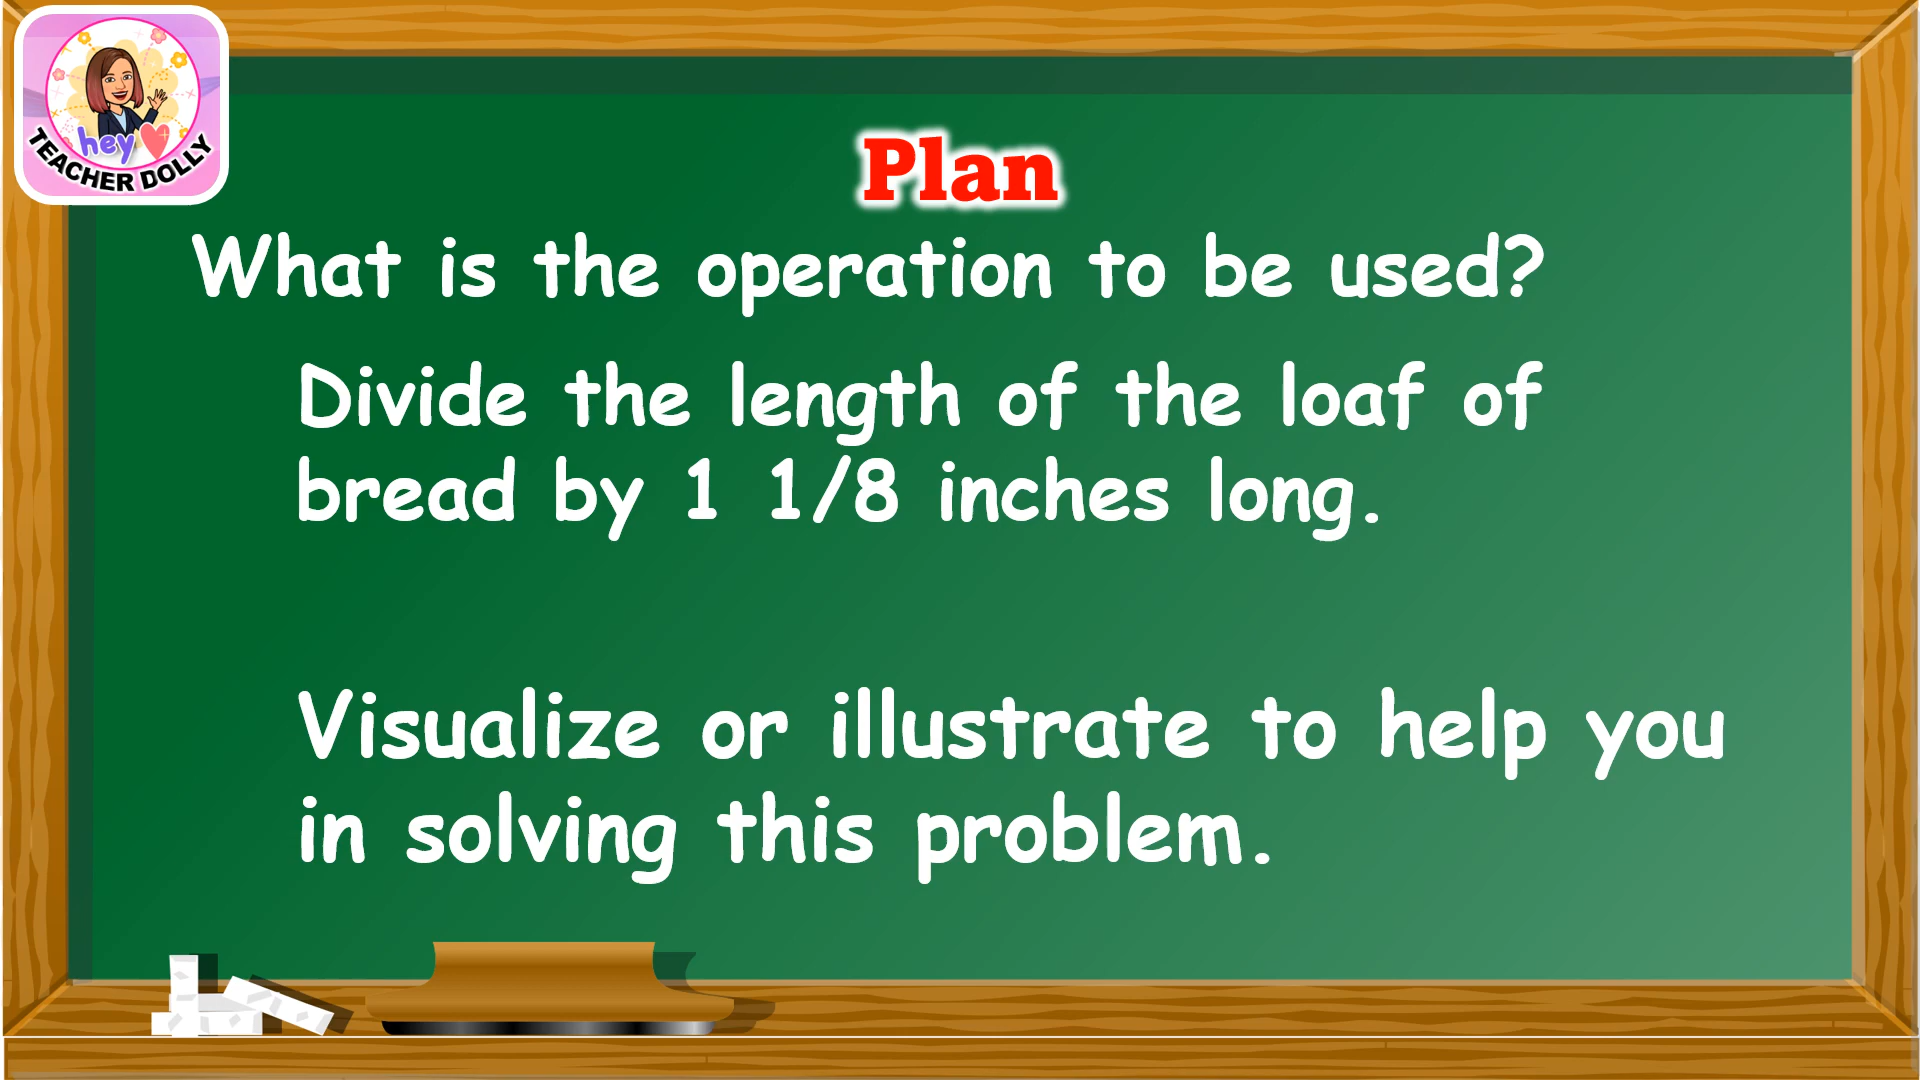 hey
TEACHER DOLLY
Plan
What is the operation to be used?
Divide the length of the loaf of
bread by 1 1/8 inches long.
Visualize or illustrate to help you
in solving this problem.